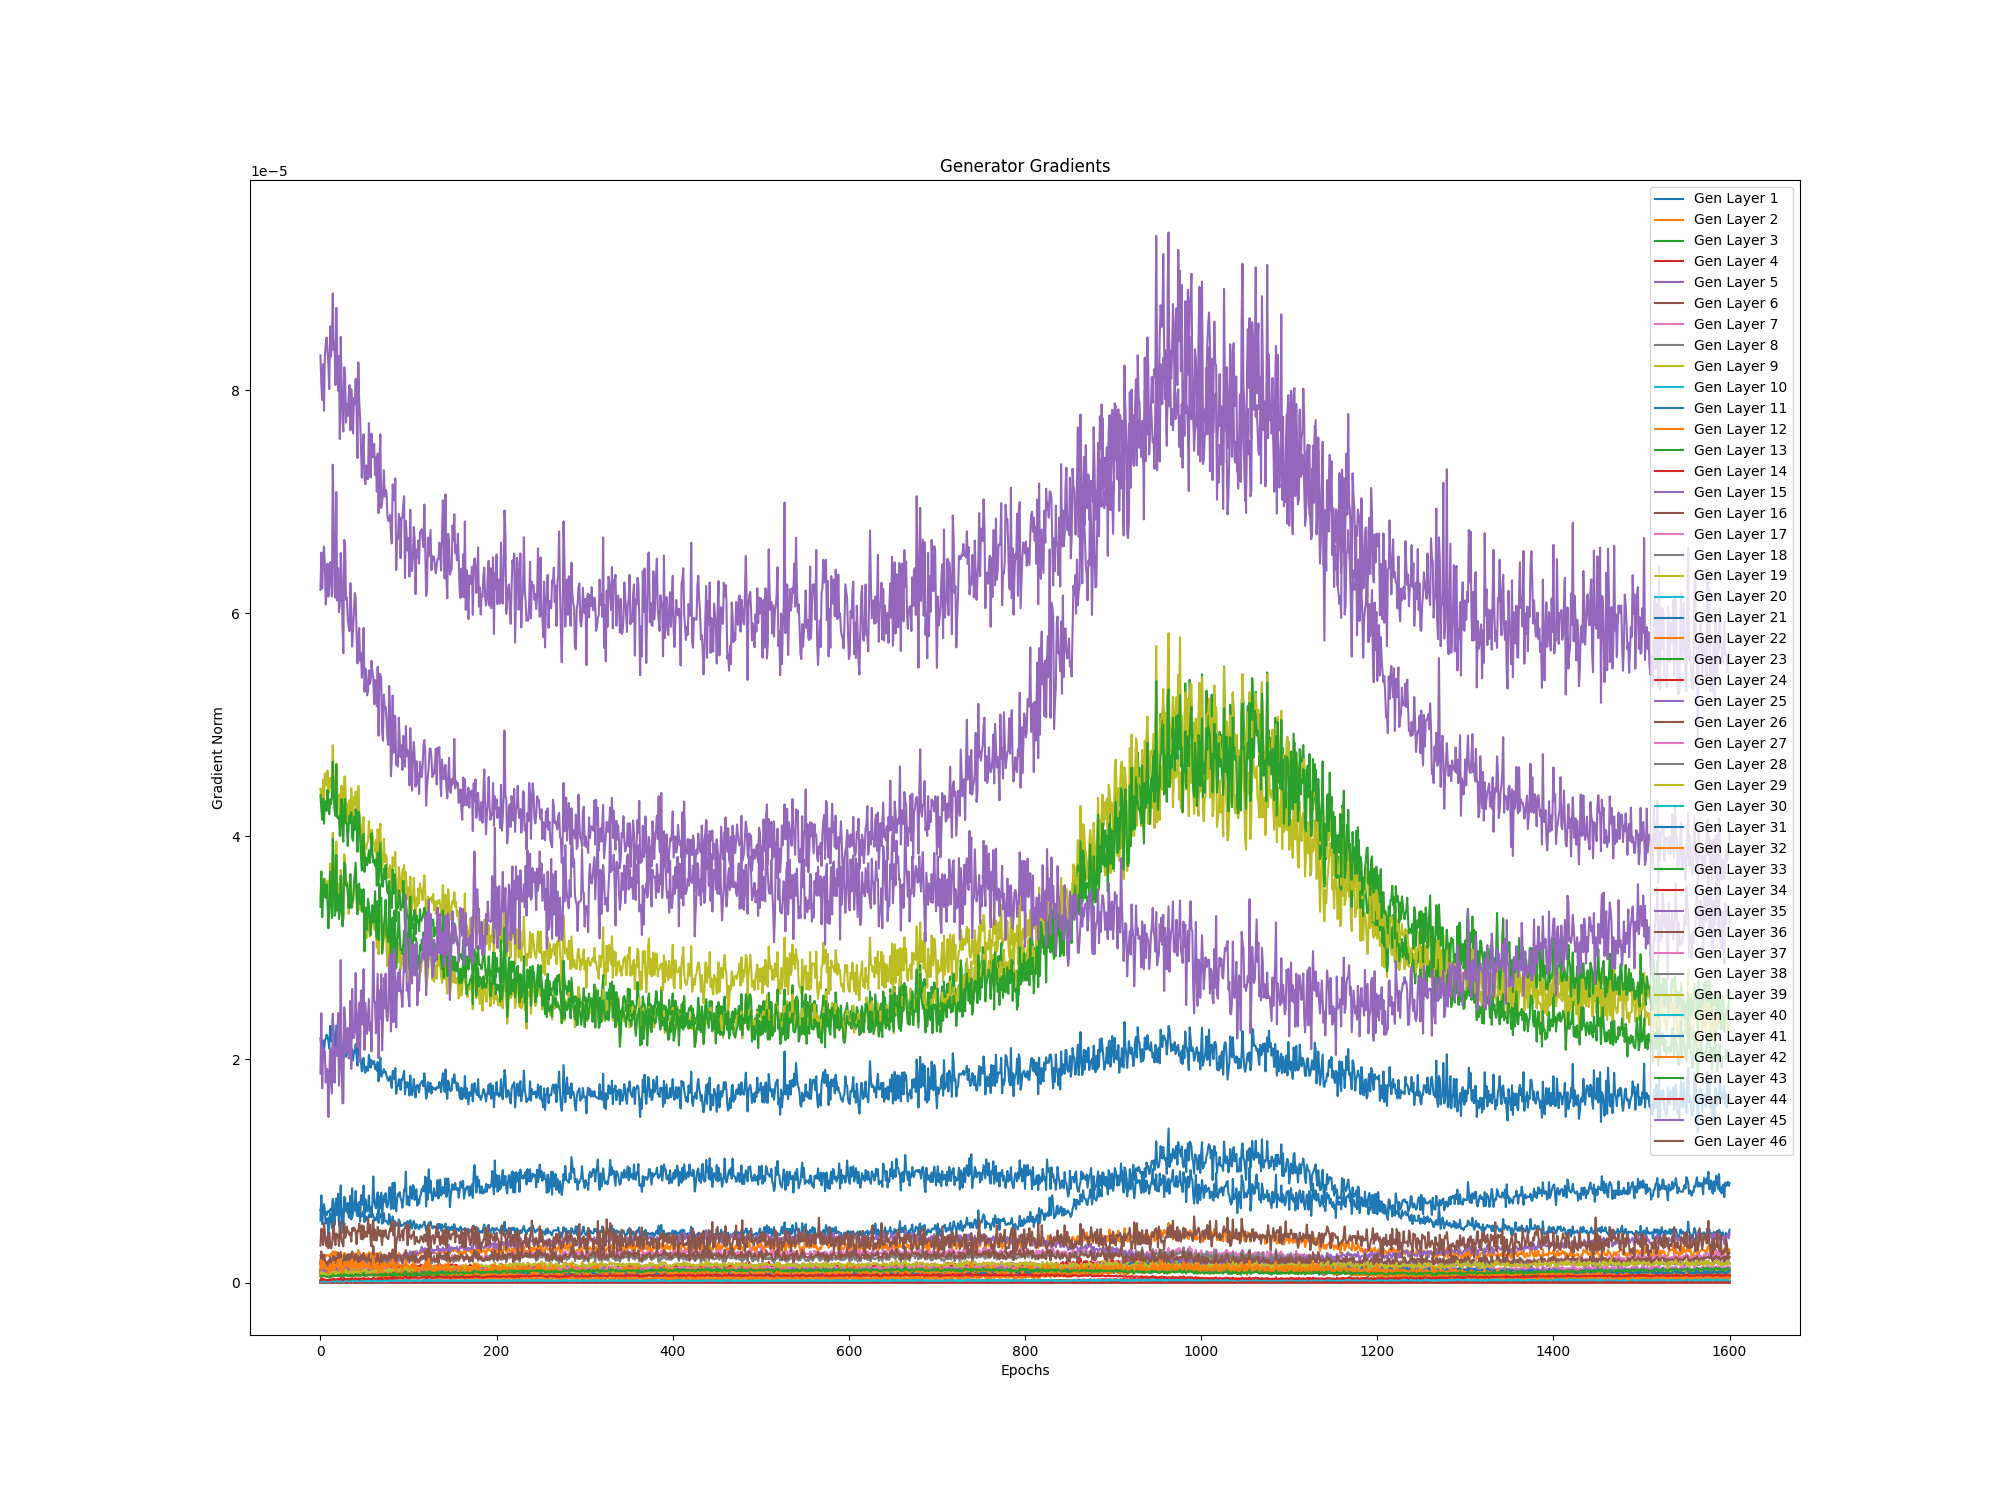 Generator Gradients
1e−5
8
6
4
2
0
Gradient Norm
0 200 400 600 800 1000 1200 1400 1600
Epochs
Gen Layer 1
Gen Layer 2
Gen Layer 3
Gen Layer 4
Gen Layer 5
Gen Layer 6
Gen Layer 7
Gen Layer 8
Gen Layer 9
Gen Layer 10
Gen Layer 11
Gen Layer 12
Gen Layer 13
Gen Layer 14
Gen Layer 15
Gen Layer 16
Gen Layer 17
Gen Layer 18
Gen Layer 19
Gen Layer 20
Gen Layer 21
Gen Layer 22
Gen Layer 23
Gen Layer 24
Gen Layer 25
Gen Layer 26
Gen Layer 27
Gen Layer 28
Gen Layer 29
Gen Layer 30
Gen Layer 31
Gen Layer 32
Gen Layer 33
Gen Layer 34
Gen Layer 35
Gen Layer 36
Gen Layer 37
Gen Layer 38
Gen Layer 39
Gen Layer 40
Gen Layer 41
Gen Layer 42
Gen Layer 43
Gen Layer 44
Gen Layer 45
Gen Layer 46